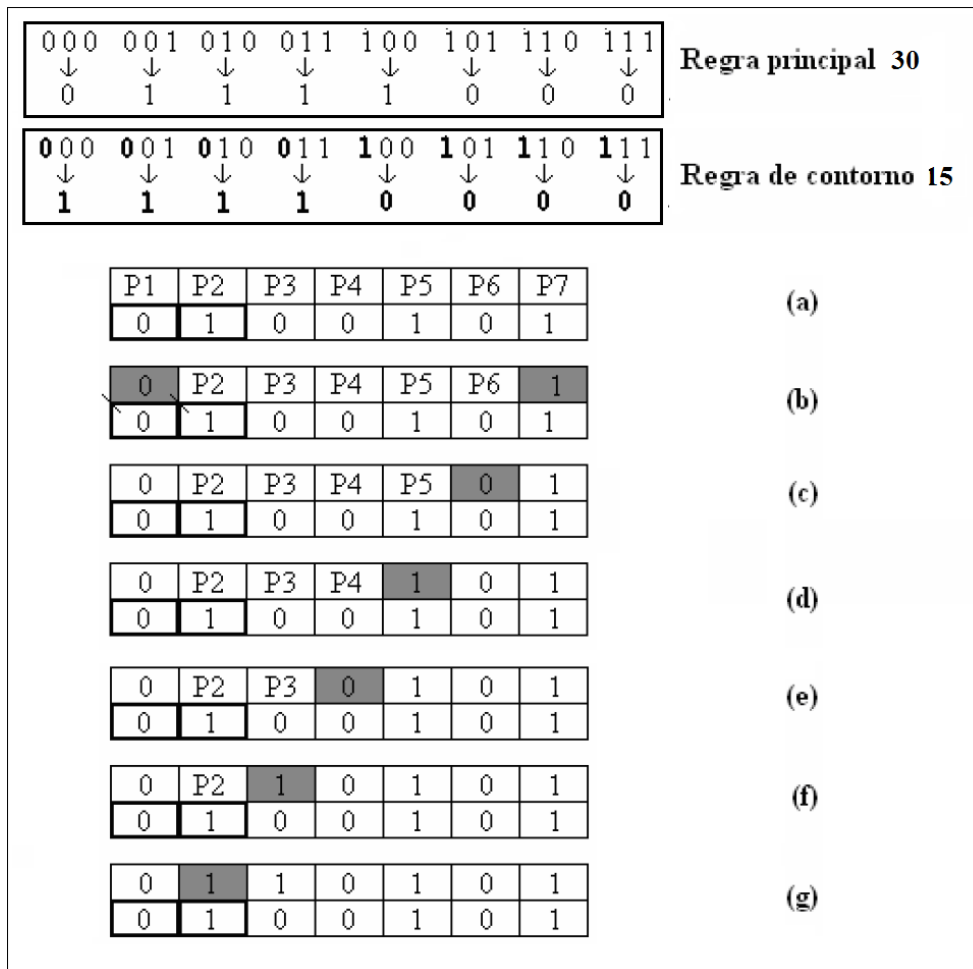 000 001 010 011 100 101 110 111
↓ ↓ ↓ ↓ ↓ ↓ ↓ ↓
0 1 1 1 1 0 0 0
Regra principal 30
000 001 010 011 100 101 110 111
↓ ↓ ↓ ↓ ↓ ↓ ↓ ↓
1 1 1 1 0 0 0 0
Regra de contorno 15
P1 P2 P3 P4 P5 P6 P7
0 1 0 0 1 0 1
(a)
0 P2 P3 P4 P5 P6 1
0 1 0 0 1 0 1
(b)
0 P2 P3 P4 P5 0 1
0 1 0 0 1 0 1
(c)
0 P2 P3 P4 1 0 1
0 1 0 0 1 0 1
(d)
0 P2 P3 0 1 0 1
0 1 0 0 1 0 1
(e)
0 P2 1 0 1 0 1
0 1 0 0 1 0 1
(f)
0 1 1 0 1 0 1
0 1 0 0 1 0 1
(g)